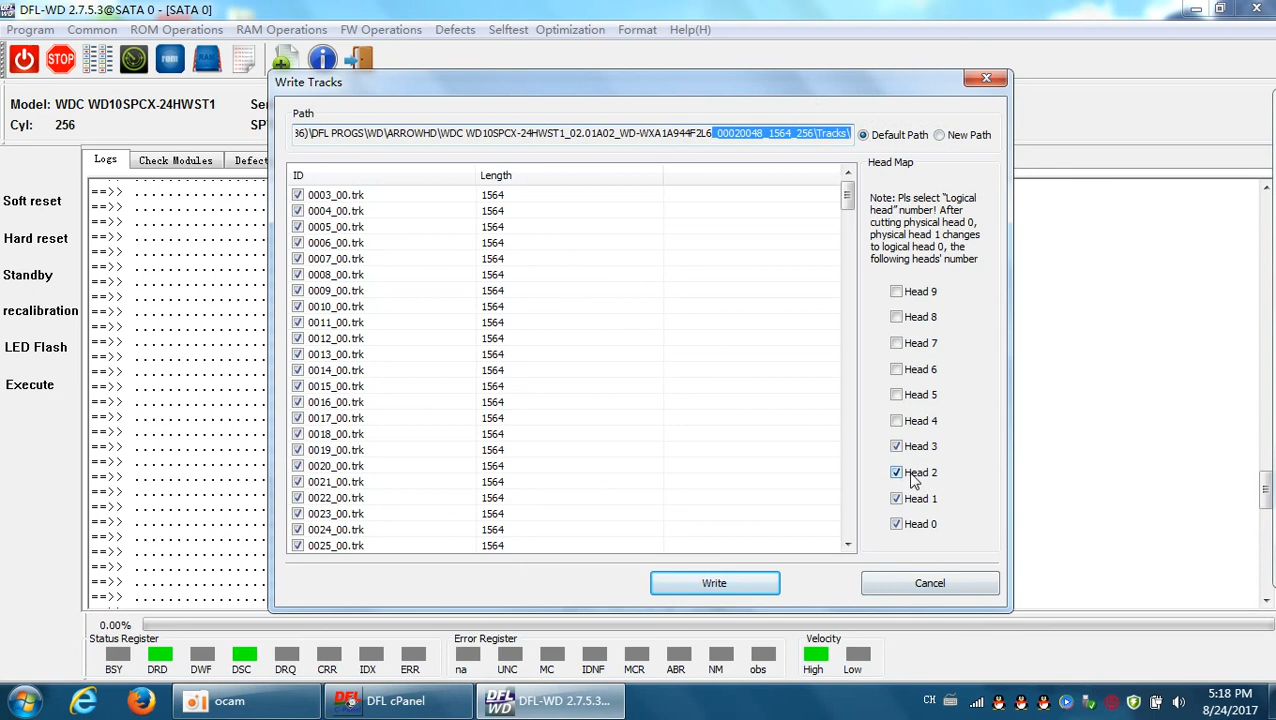 DFL-WD 2.7.5.3@SATA 0 - [SATA 0]
Program Common ROM Operations RAM Operations FW Operations Defects Selftest Optimization Format Help(H)
STOP rom RAM
Model: WDC WD10SPCX-24HWST1 Ser
Cyl: 256 SP
Logs Check Modules Defect
Soft reset
Hard reset
Standby
recalibration
LED Flash
Execute
Write Tracks
Path
36)\DFL PROGS\WD\ARROWHD\WDC WD10SPCX-24HWST1_02.01A02_WD-WXA1A944F2L6_00020048_1564_256\Tracks\
Default Path New Path
ID Length
0003_00.trk 1564
0004_00.trk 1564
0005_00.trk 1564
0006_00.trk 1564
0007_00.trk 1564
0008_00.trk 1564
0009_00.trk 1564
0010_00.trk 1564
0011_00.trk 1564
0012_00.trk 1564
0013_00.trk 1564
0014_00.trk 1564
0015_00.trk 1564
0016_00.trk 1564
0017_00.trk 1564
0018_00.trk 1564
0019_00.trk 1564
0020_00.trk 1564
0021_00.trk 1564
0022_00.trk 1564
0023_00.trk 1564
0024_00.trk 1564
0025_00.trk 1564
Head Map
Note: Pls select "Logical
head" number! After
cutting physical head 0,
physical head 1 changes
to logical head 0, the
following heads' number
Head 9
Head 8
Head 7
Head 6
Head 5
Head 4
Head 3
Head 2
Head 1
Head 0
Write Cancel
0.00%
Status Register Error Register Velocity
BSY DRD DWF DSC DRQ CRR IDX ERR na UNC MC IDNF MCR ABR NM obs High Low
ocam DFL cPanel DFL-WD 2.7.5.3... CH 5:18 PM
8/24/2017